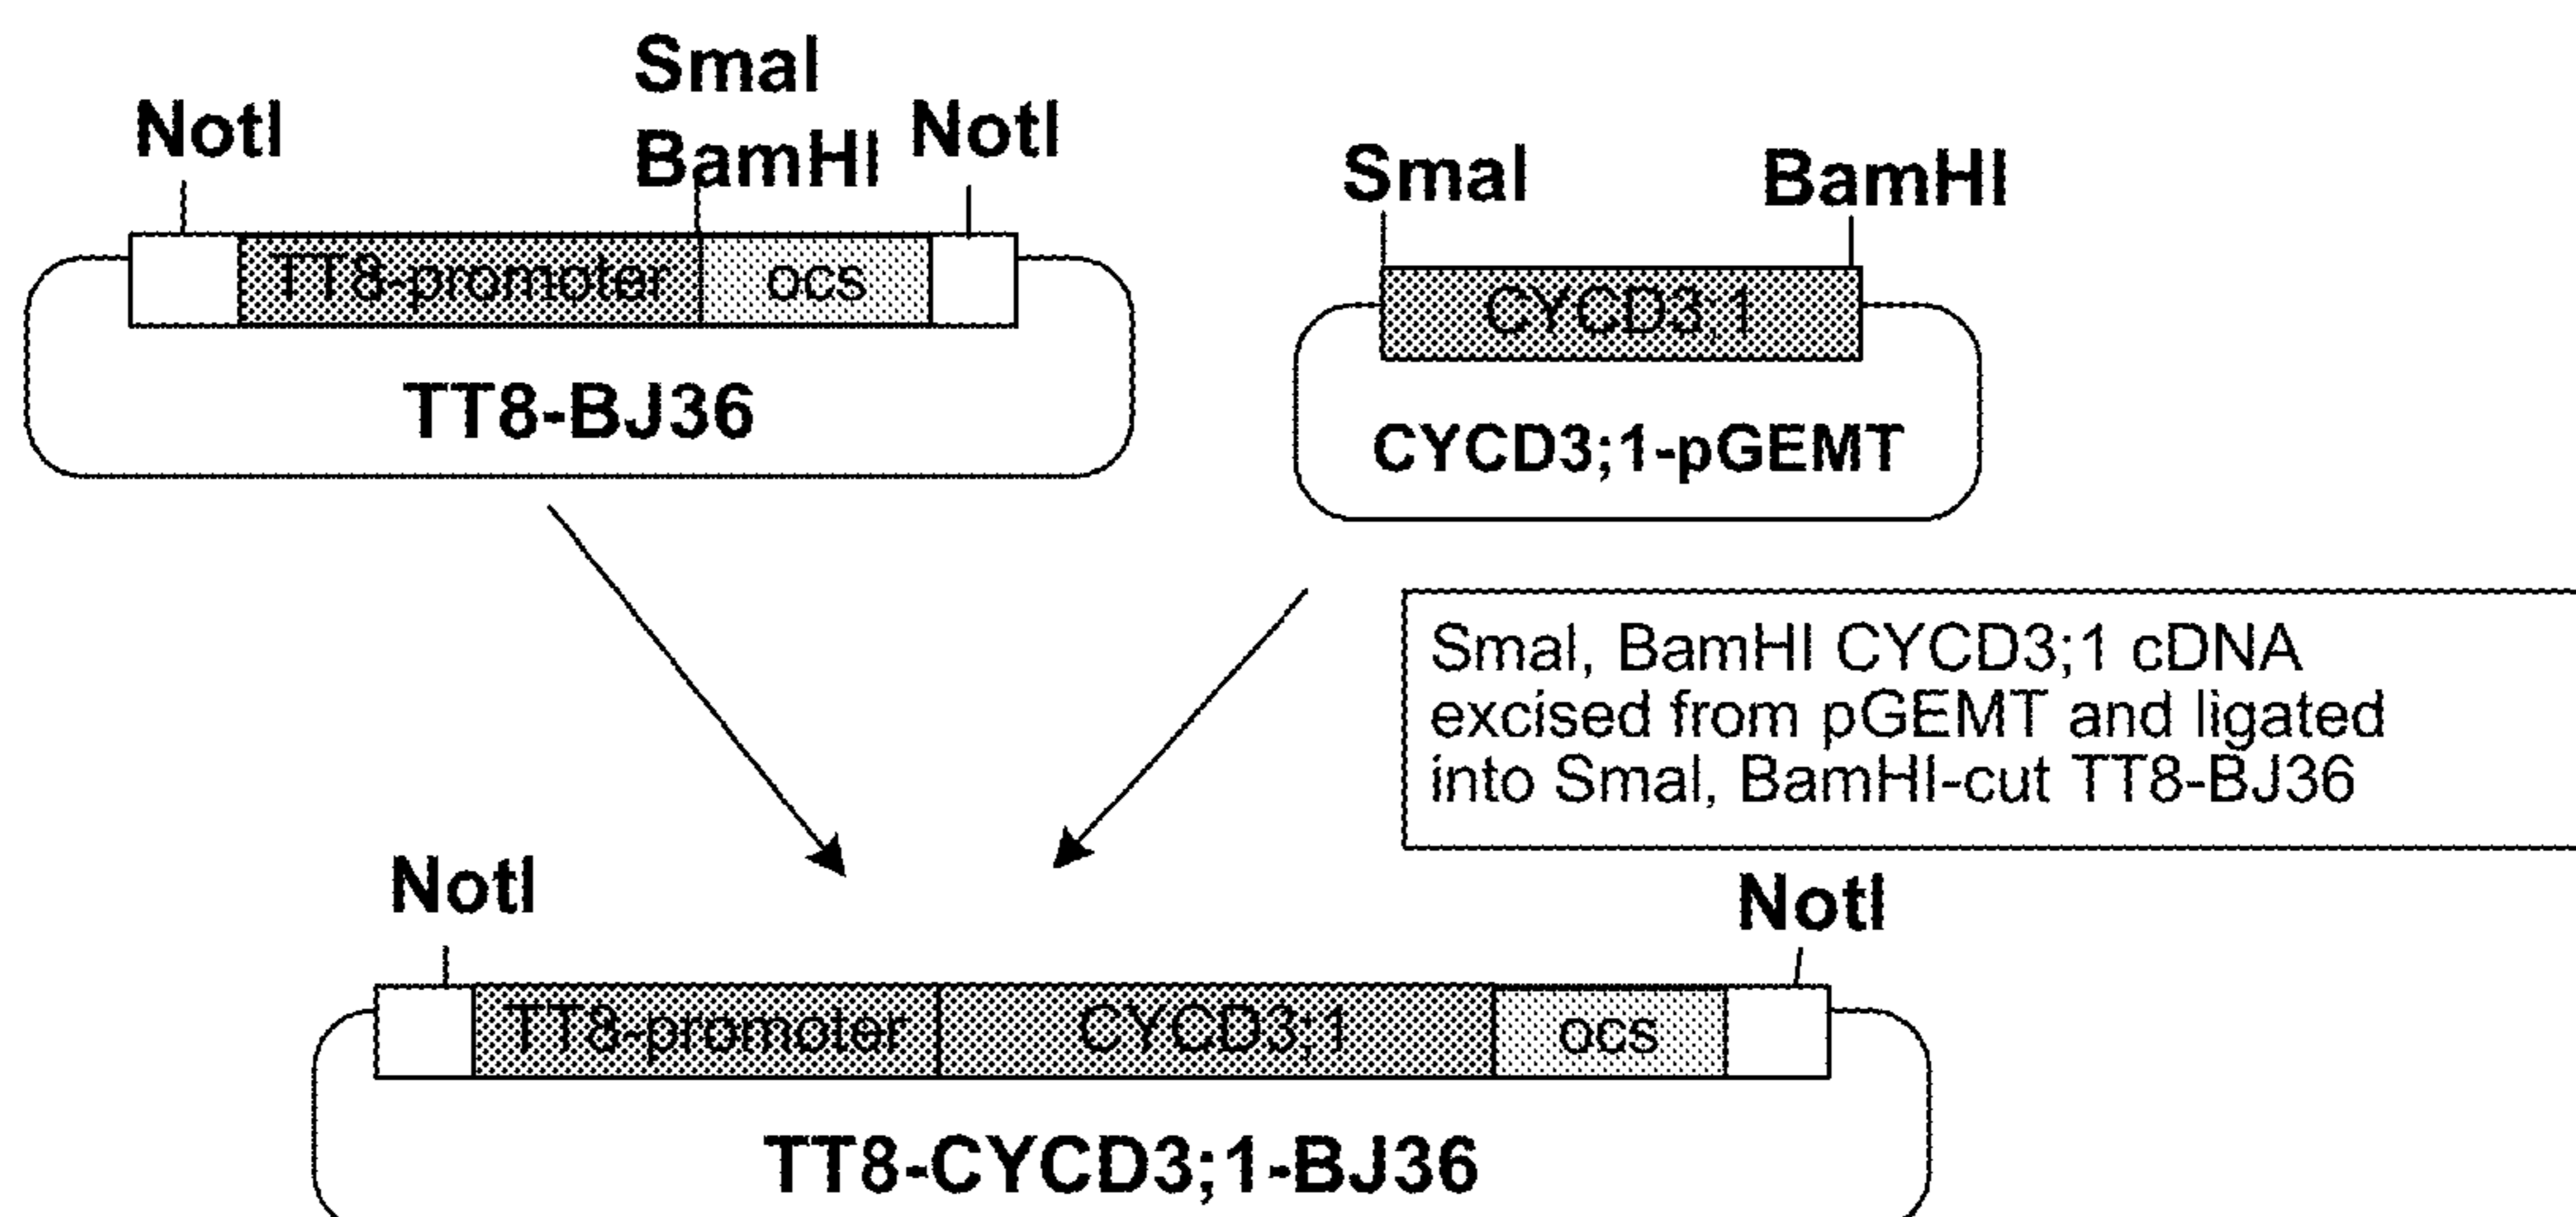 SmaI
NotI
BamHI
NotI
SmaI
BamHI
TT8-promoter
ocs
CYCD3;1
TT8-BJ36
CYCD3;1-pGEMT
SmaI, BamHI CYCD3;1 cDNA
excised from pGEMT and ligated
into SmaI, BamHI-cut TT8-BJ36
NotI
NotI
TT8-promoter
CYCD3;1
ocs
TT8-CYCD3;1-BJ36